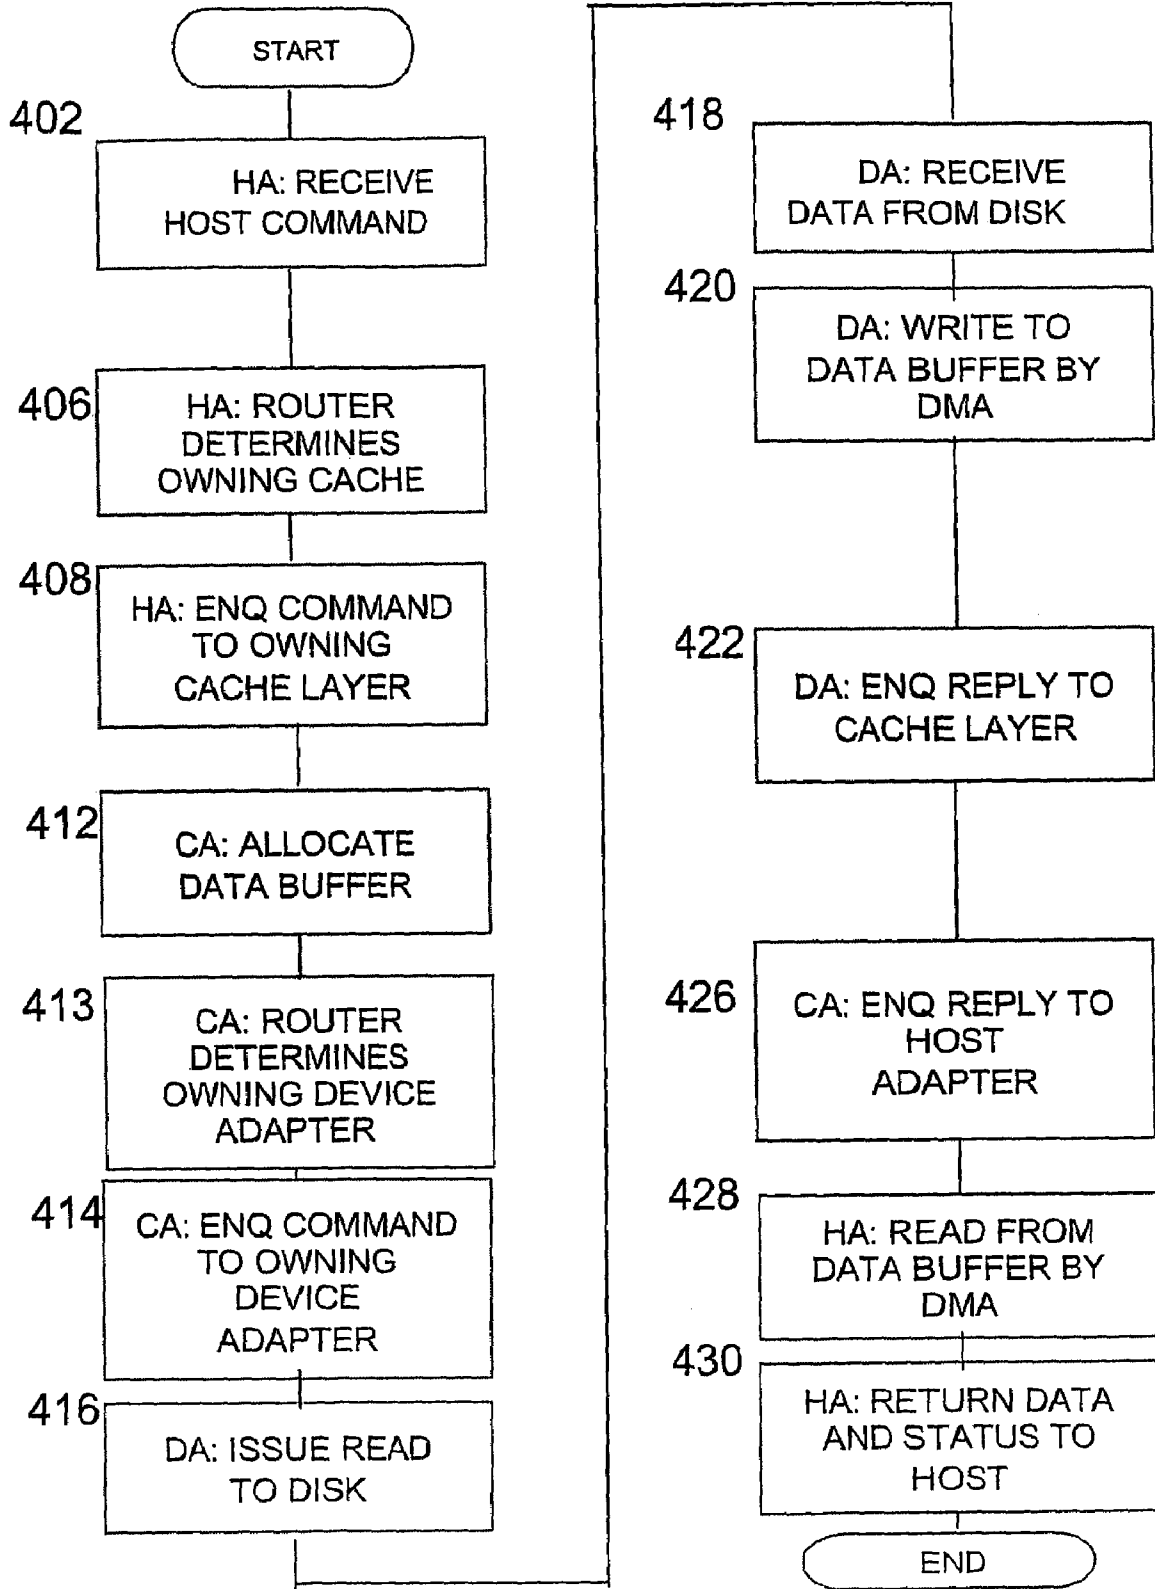 START
402
HA: RECEIVE
HOST COMMAND
406
HA: ROUTER
DETERMINES
OWNING CACHE
408
HA: ENQ COMMAND
TO OWNING
CACHE LAYER
412
CA: ALLOCATE
DATA BUFFER
413
CA: ROUTER
DETERMINES
OWNING DEVICE
ADAPTER
414
CA: ENQ COMMAND
TO OWNING
DEVICE
ADAPTER
416
DA: ISSUE READ
TO DISK
418
DA: RECEIVE
DATA FROM DISK
420
DA: WRITE TO
DATA BUFFER BY
DMA
422
DA: ENQ REPLY TO
CACHE LAYER
426
CA: ENQ REPLY TO
HOST
ADAPTER
428
HA: READ FROM
DATA BUFFER BY
DMA
430
HA: RETURN DATA
AND STATUS TO
HOST
END